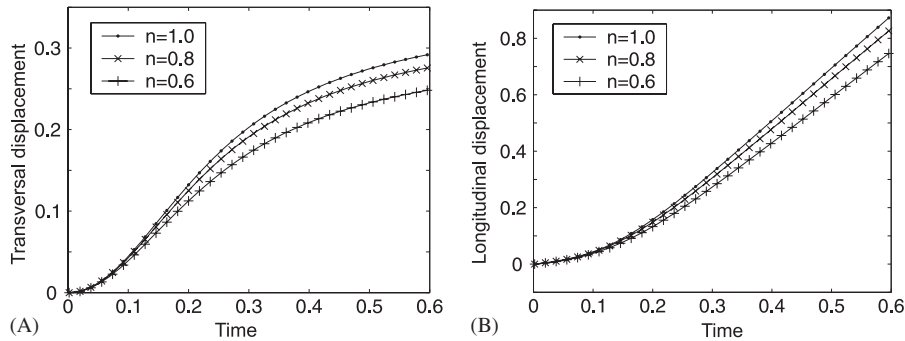 0.3
0.2
0.1
0
n=1.0
n=0.8
n=0.6
Transversal displacement
0 0.1 0.2 0.3 0.4 0.5 0.6
Time
(A)
0.8
0.6
0.4
0.2
0
n=1.0
n=0.8
n=0.6
Longitudinal displacement
0 0.1 0.2 0.3 0.4 0.5 0.6
Time
(B)